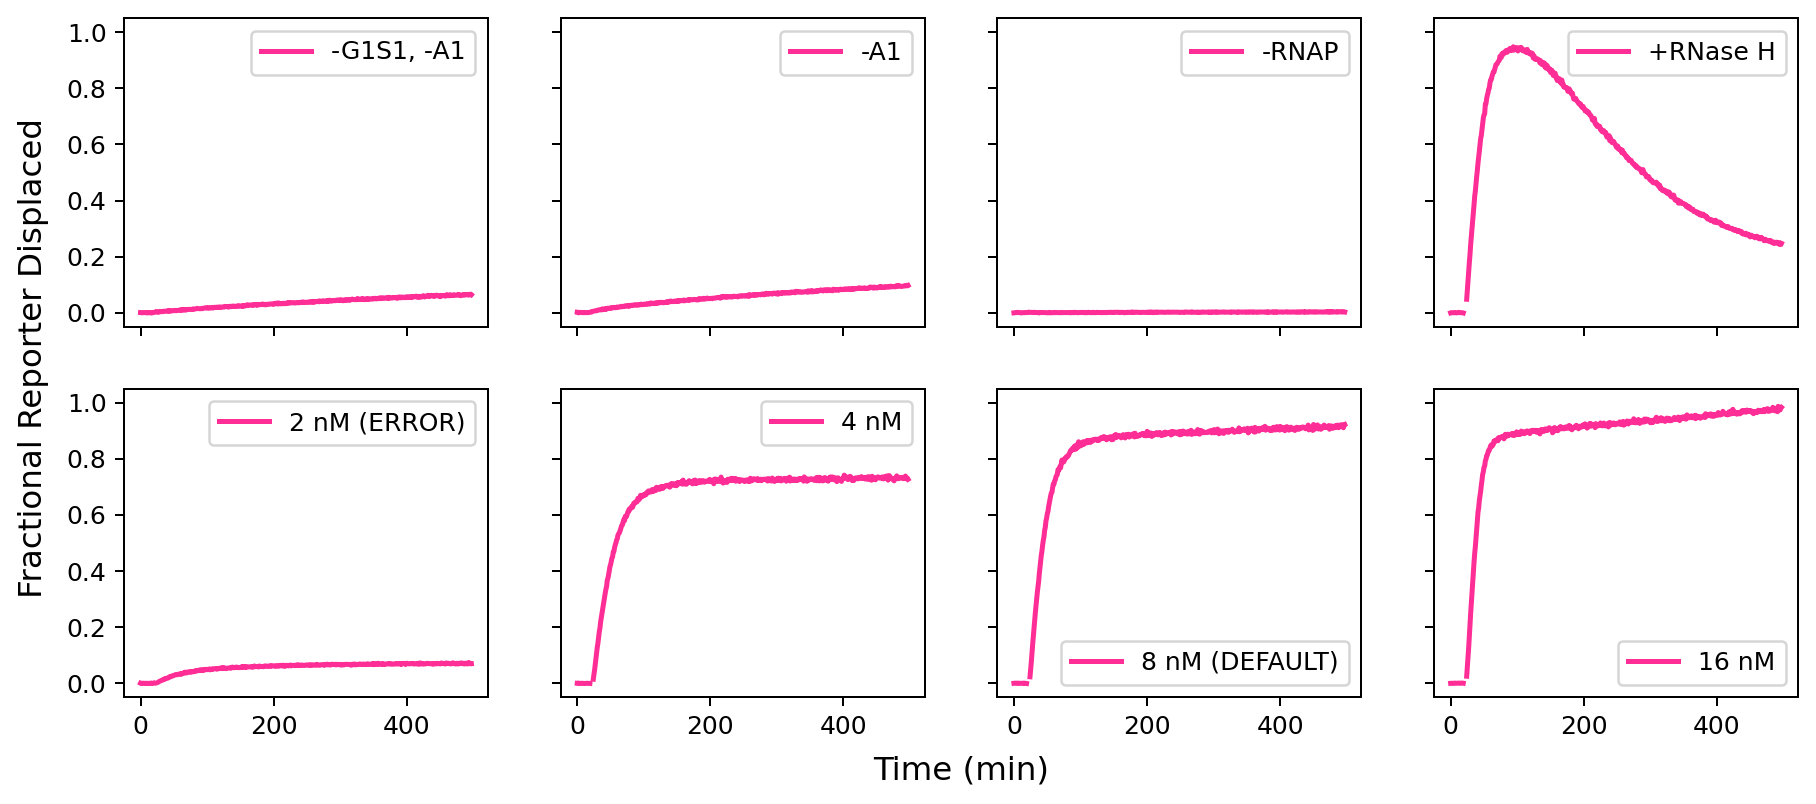 Fractional Reporter Displaced
-G1S1, -A1
-A1
-RNAP
+RNase H
1.0
0.8
0.6
0.4
0.2
0.0
2 nM (ERROR)
4 nM
8 nM (DEFAULT)
16 nM
1.0
0.8
0.6
0.4
0.2
0.0
0 200 400
0 200 400
0 200 400
0 200 400
Time (min)